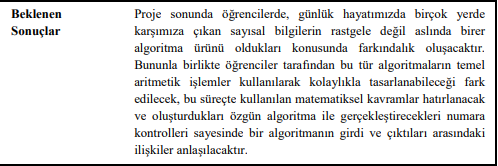 Beklenen
Sonuçlar
Proje sonunda öğrencilerde, günlük hayatımızda birçok yerde
karşımıza çıkan sayısal bilgilerin rastgele değil aslında birer
algoritma ürünü oldukları konusunda farkındalık oluşacaktır.
Bununla birlikte öğrenciler tarafından bu tür algoritmaların temel
aritmetik işlemler kullanılarak kolaylıkla tasarlanabileceği fark
edilecek, bu süreçte kullanılan matematiksel kavramlar hatırlanacak
ve oluşturdukları özgün algoritma ile gerçekleştirecekleri numara
kontrolleri sayesinde bir algoritmanın girdi ve çıktıları arasındaki
ilişkiler anlaşılacaktır.